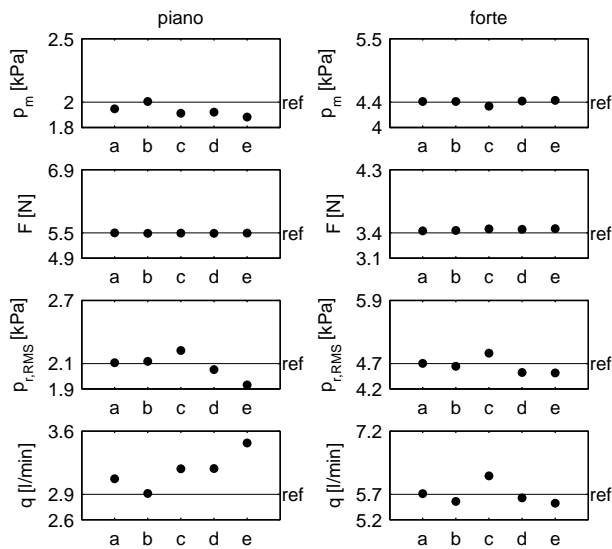 piano
forte
2.5
2
1.8
p_m [kPa]
ref
a b c d e
5.5
4.4
4
p_m [kPa]
ref
a b c d e
6.9
5.5
4.9
F [N]
ref
a b c d e
4.3
3.4
3.1
F [N]
ref
a b c d e
2.7
2.1
1.9
p_r,RMS [kPa]
ref
a b c d e
5.9
4.7
4.2
p_r,RMS [kPa]
ref
a b c d e
3.6
2.9
2.6
q [l/min]
ref
a b c d e
7.2
5.7
5.2
q [l/min]
ref
a b c d e